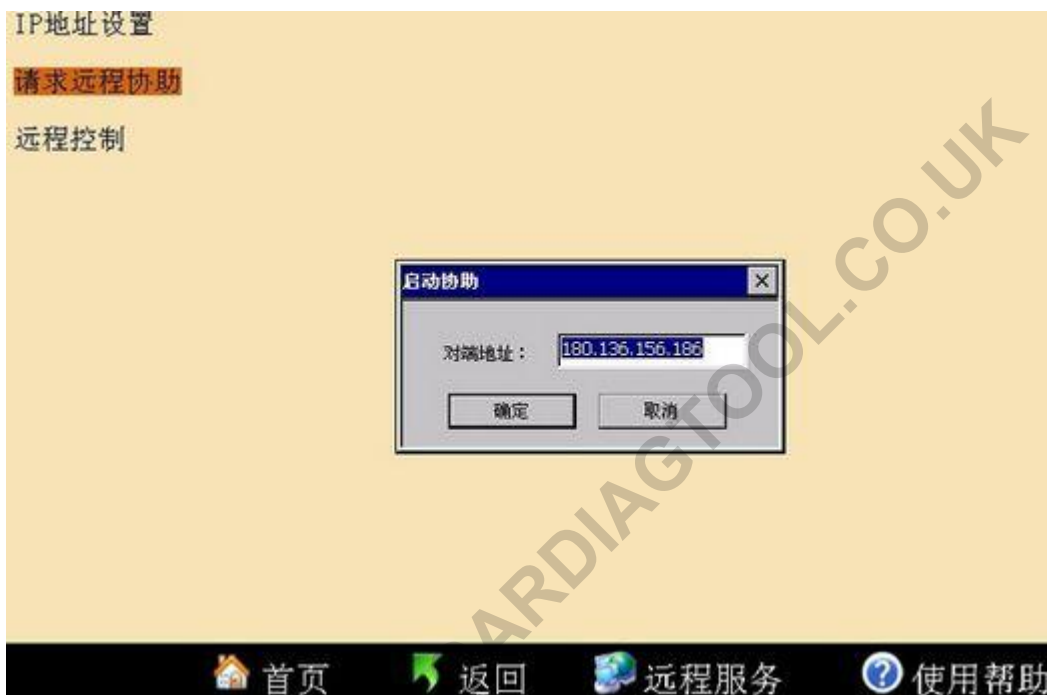 IP地址设置
请求远程协助
远程控制
启动协助
对端地址：
180.136.156.186
确定
取消
CARDIAGTOOL.CO.UK
首页
返回
远程服务
使用帮助